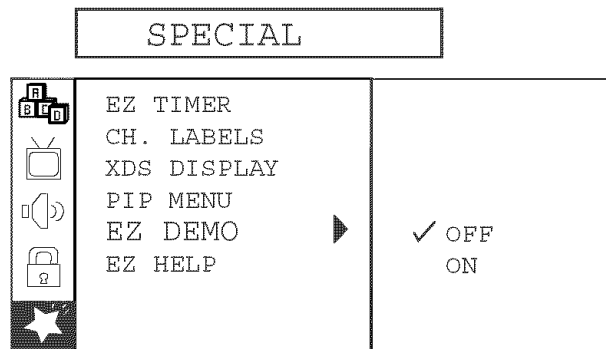 SPECIAL
A
B C D
EZ TIMER
CH. LABELS
XDS DISPLAY
PIP MENU
EZ DEMO
EZ HELP
✓ OFF
ON